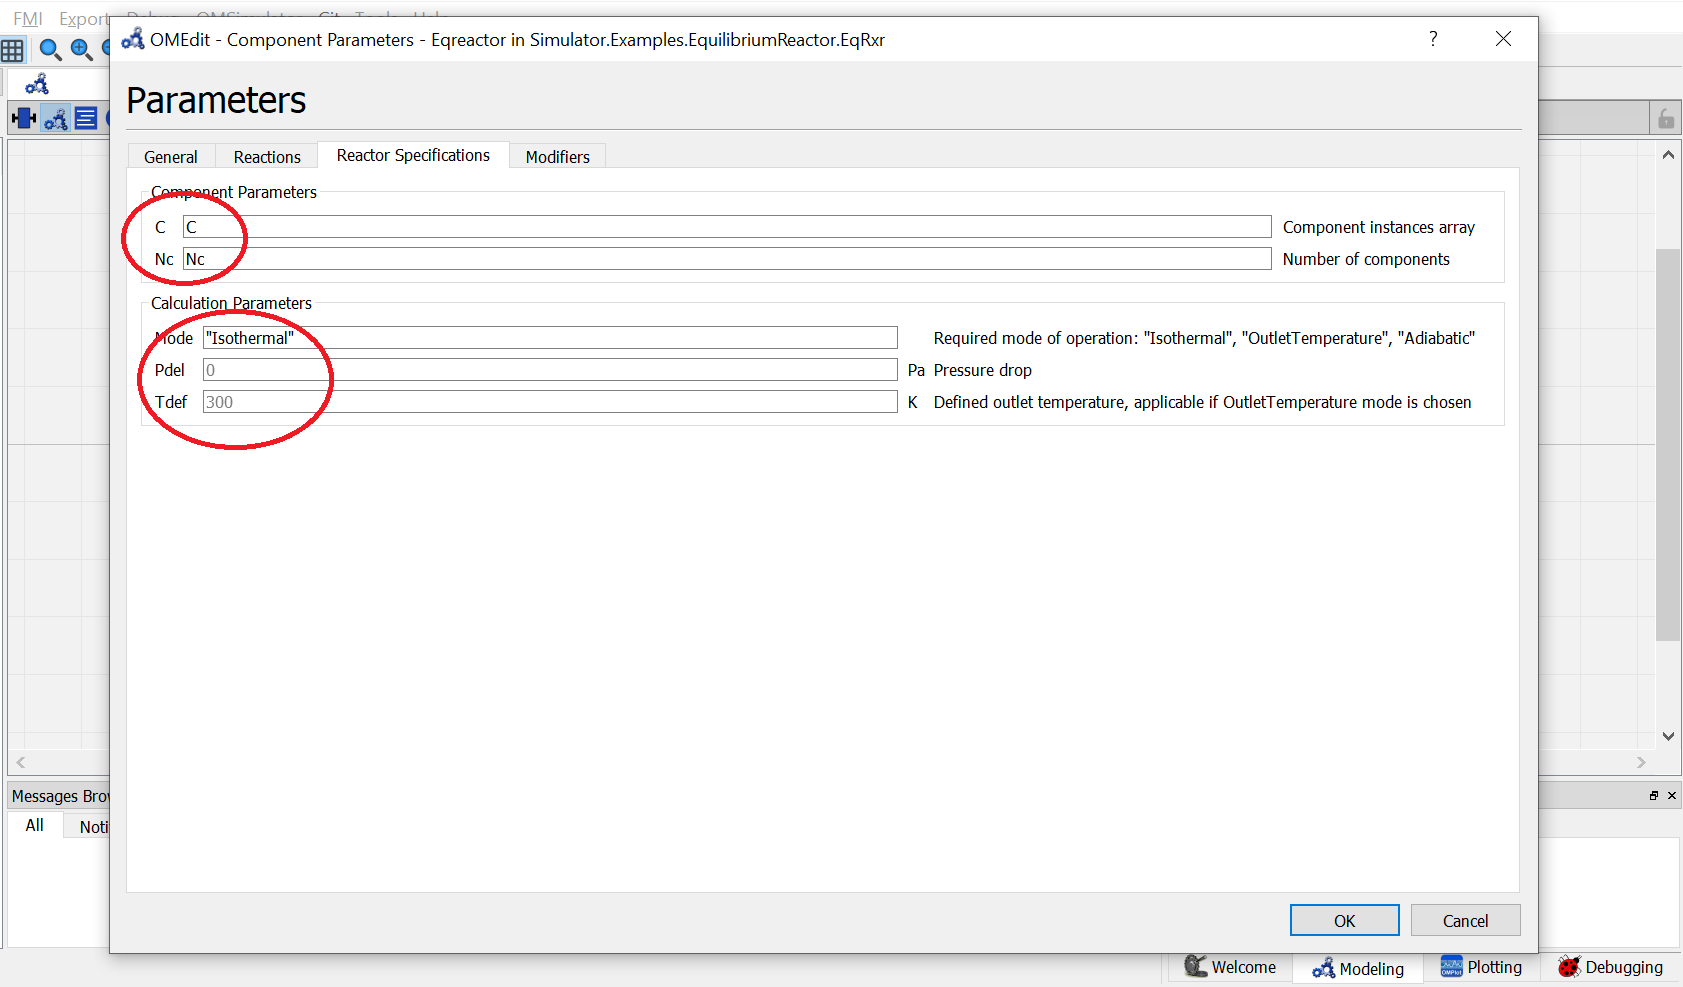 FMI Export
OMEdit - Component Parameters - Eqreactor in Simulator.Examples.EquilibriumReactor.EqRxr ?
Parameters
General Reactions Reactor Specifications Modifiers
Component Parameters
C C Component instances array
Nc Nc Number of components
Calculation Parameters
Mode "Isothermal" Required mode of operation: "Isothermal", "OutletTemperature", "Adiabatic"
Pdel 0 Pa Pressure drop
Tdef 300 K Defined outlet temperature, applicable if OutletTemperature mode is chosen
Messages Brow
All Noti
OK Cancel
Welcome Modeling OMPlot Plotting Debugging